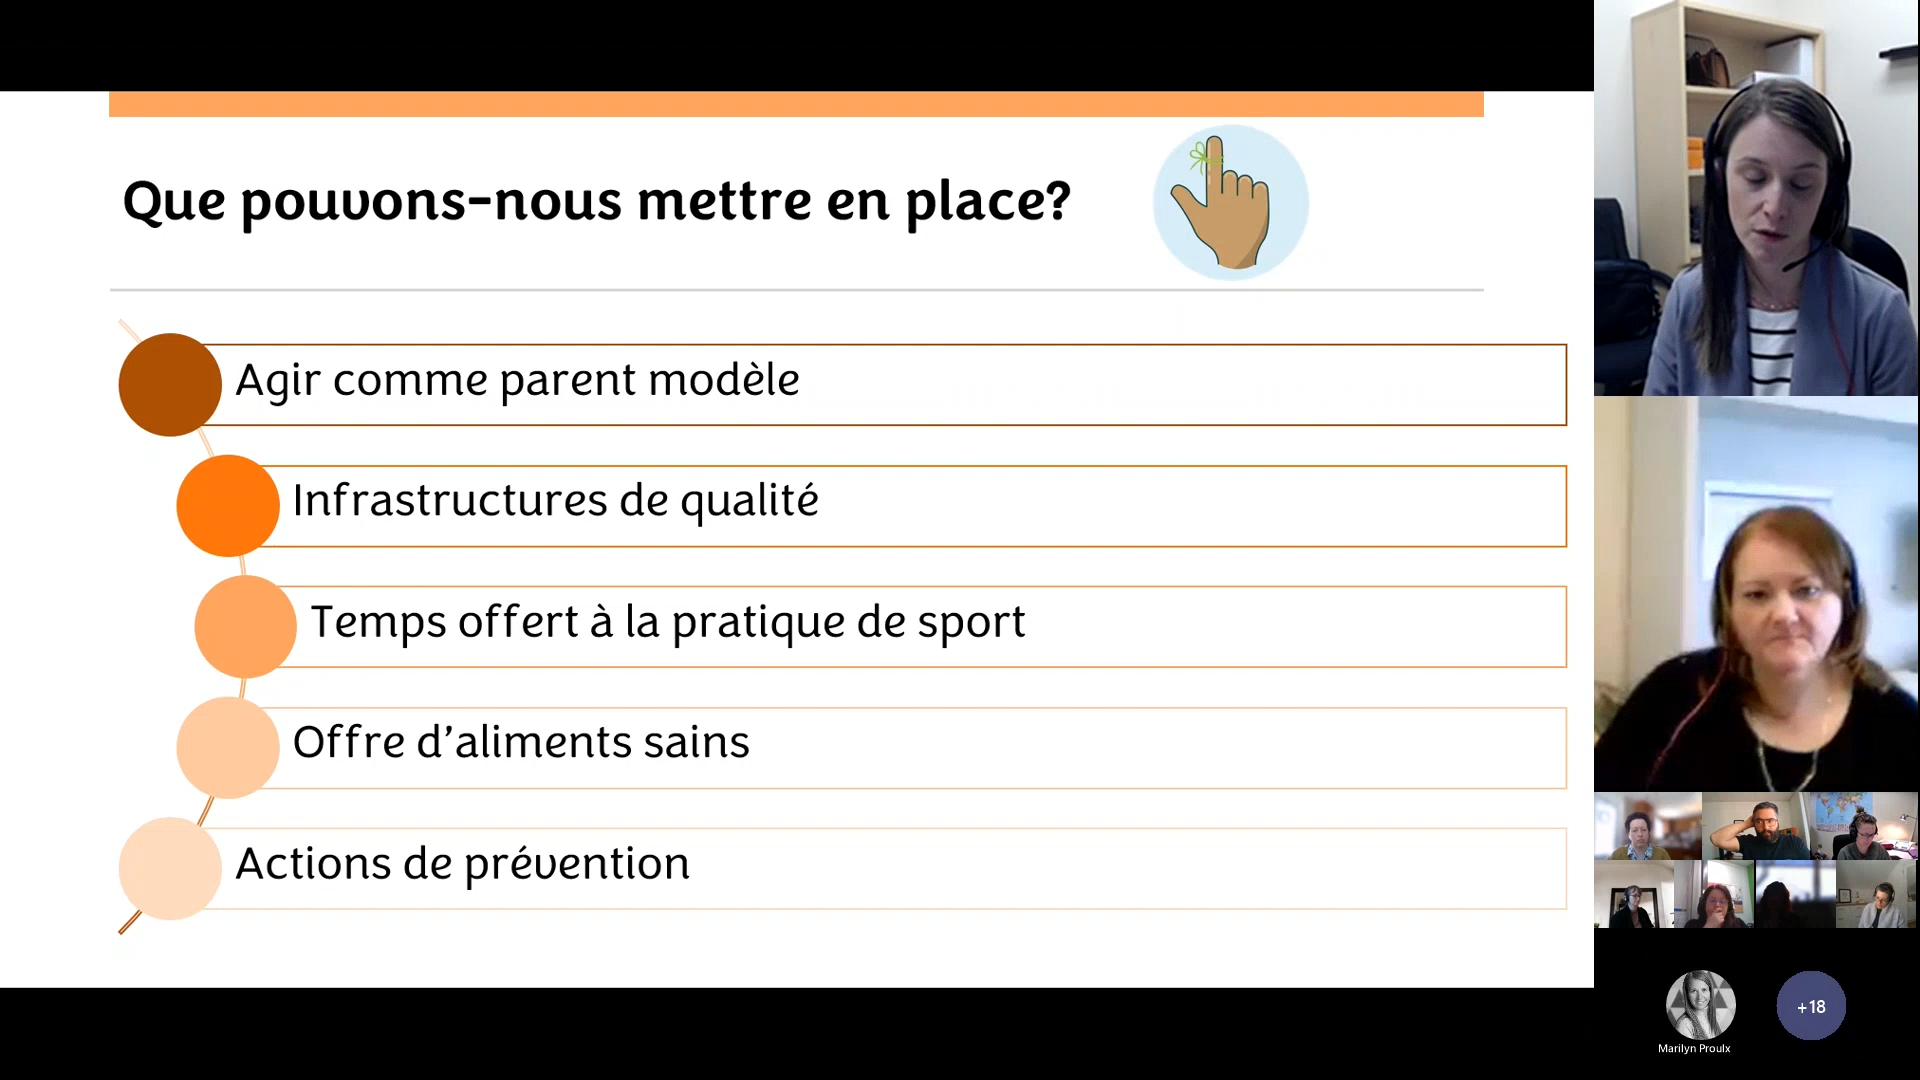 Que pouvons-nous mettre en place?
Agir comme parent modèle
Infrastructures de qualité
Temps offert à la pratique de sport
Offre d’aliments sains
Actions de prévention
+18
Marilyn Proulx